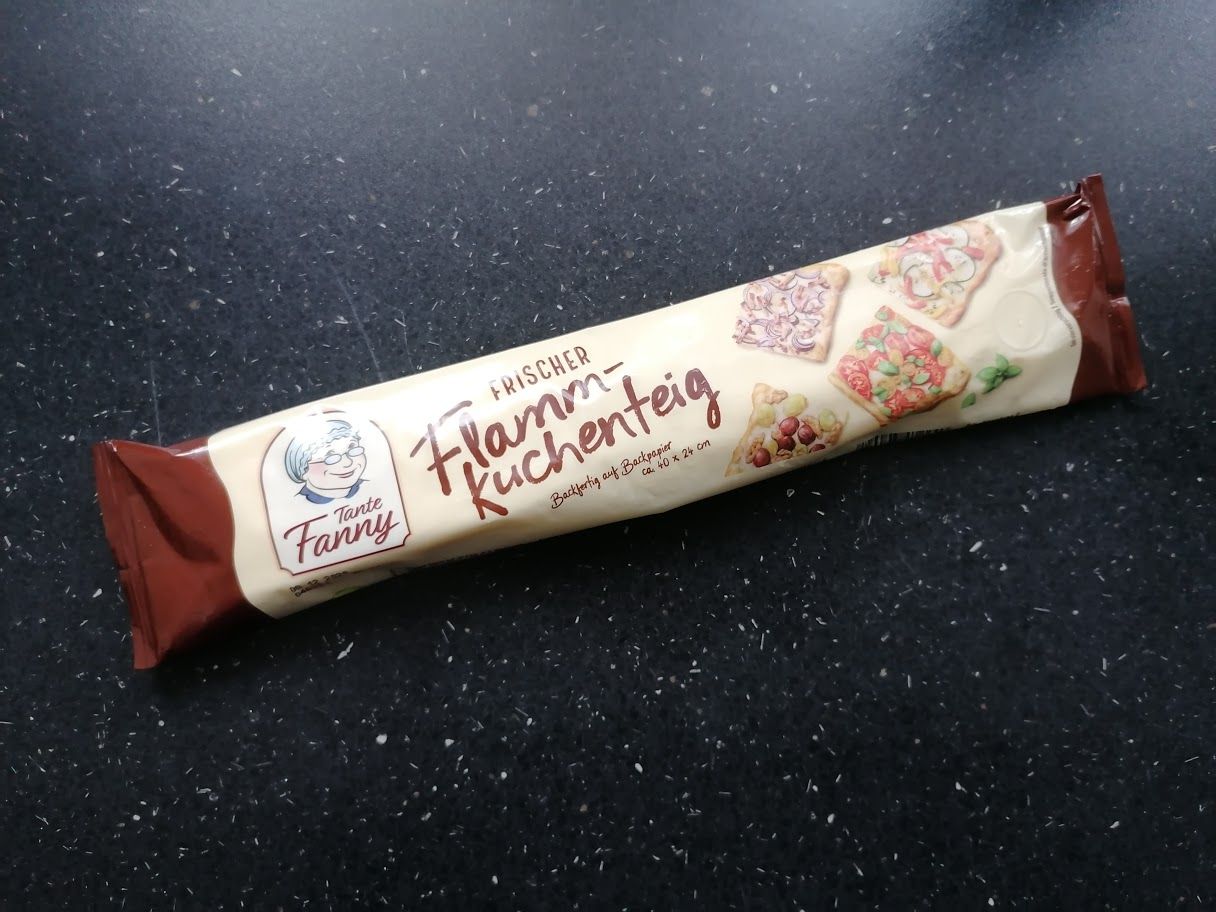 Tante
Fanny
FRISCHER
Flamm-
kuchenteig
Backfertig auf Backpapier
ca. 40 x 24 cm